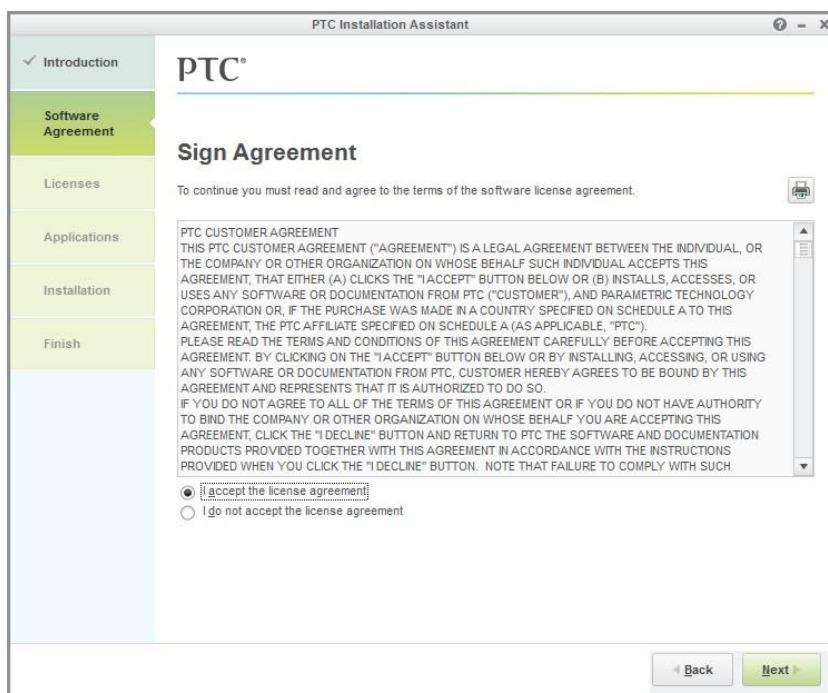 PTC Installation Assistant
Introduction
Software
Agreement
Licenses
Applications
Installation
Finish
PTC®
Sign Agreement
To continue you must read and agree to the terms of the software license agreement.
PTC CUSTOMER AGREEMENT
THIS PTC CUSTOMER AGREEMENT ("AGREEMENT") IS A LEGAL AGREEMENT BETWEEN THE INDIVIDUAL, OR
THE COMPANY OR OTHER ORGANIZATION ON WHOSE BEHALF SUCH INDIVIDUAL ACCEPTS THIS
AGREEMENT, THAT EITHER (A) CLICKS THE "I ACCEPT" BUTTON BELOW OR (B) INSTALLS, ACCESSES, OR
USES ANY SOFTWARE OR DOCUMENTATION FROM PTC ("CUSTOMER"), AND PARAMETRIC TECHNOLOGY
CORPORATION OR, IF THE PURCHASE WAS MADE IN A COUNTRY SPECIFIED ON SCHEDULE A TO THIS
AGREEMENT, THE PTC AFFILIATE SPECIFIED ON SCHEDULE A (AS APPLICABLE, "PTC").
PLEASE READ THE TERMS AND CONDITIONS OF THIS AGREEMENT CAREFULLY BEFORE ACCEPTING THIS
AGREEMENT. BY CLICKING ON THE "I ACCEPT" BUTTON BELOW OR BY INSTALLING, ACCESSING, OR USING
ANY SOFTWARE OR DOCUMENTATION FROM PTC, CUSTOMER HEREBY AGREES TO BE BOUND BY THIS
AGREEMENT AND REPRESENTS THAT IT IS AUTHORIZED TO DO SO.
IF YOU DO NOT AGREE TO ALL OF THE TERMS OF THIS AGREEMENT OR IF YOU DO NOT HAVE AUTHORITY
TO BIND THE COMPANY OR OTHER ORGANIZATION ON WHOSE BEHALF YOU ARE ACCEPTING THIS
AGREEMENT, CLICK THE "I DECLINE" BUTTON AND RETURN TO PTC THE SOFTWARE AND DOCUMENTATION
PRODUCTS PROVIDED TOGETHER WITH THIS AGREEMENT IN ACCORDANCE WITH THE INSTRUCTIONS
PROVIDED WHEN YOU CLICK THE "I DECLINE" BUTTON. NOTE THAT FAILURE TO COMPLY WITH SUCH
I accept the license agreement
I do not accept the license agreement
Back
Next